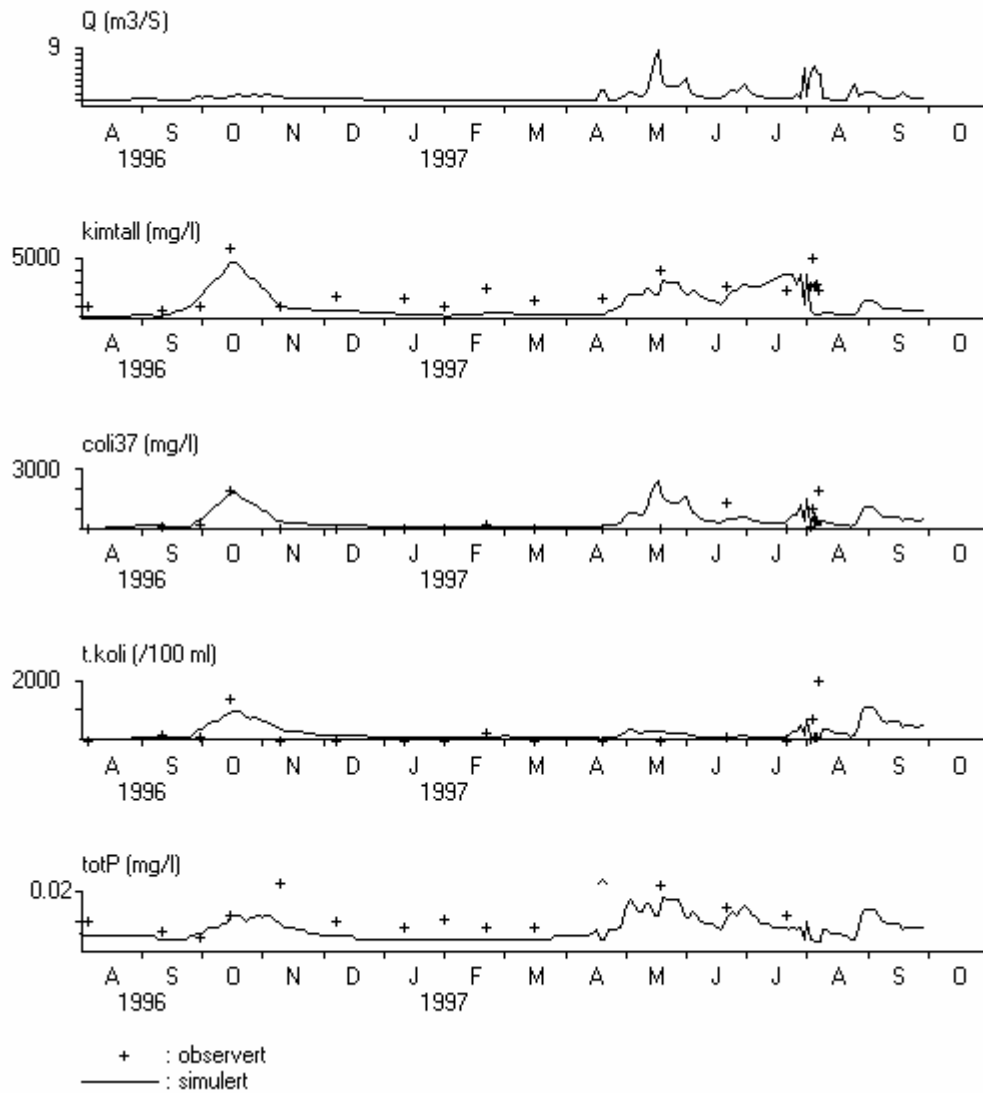 Q (m3/S)
9
A S O N D J F M A M J J A S O
1996 1997
kimtall (mg/l)
5000
A S O N D J F M A M J J A S O
1996 1997
coli37 (mg/l)
3000
A S O N D J F M A M J J A S O
1996 1997
t.koli (/100 ml)
2000
A S O N D J F M A M J J A S O
1996 1997
totP (mg/l)
0.02
A S O N D J F M A M J J A S O
1996 1997
+ : observert
: simulert